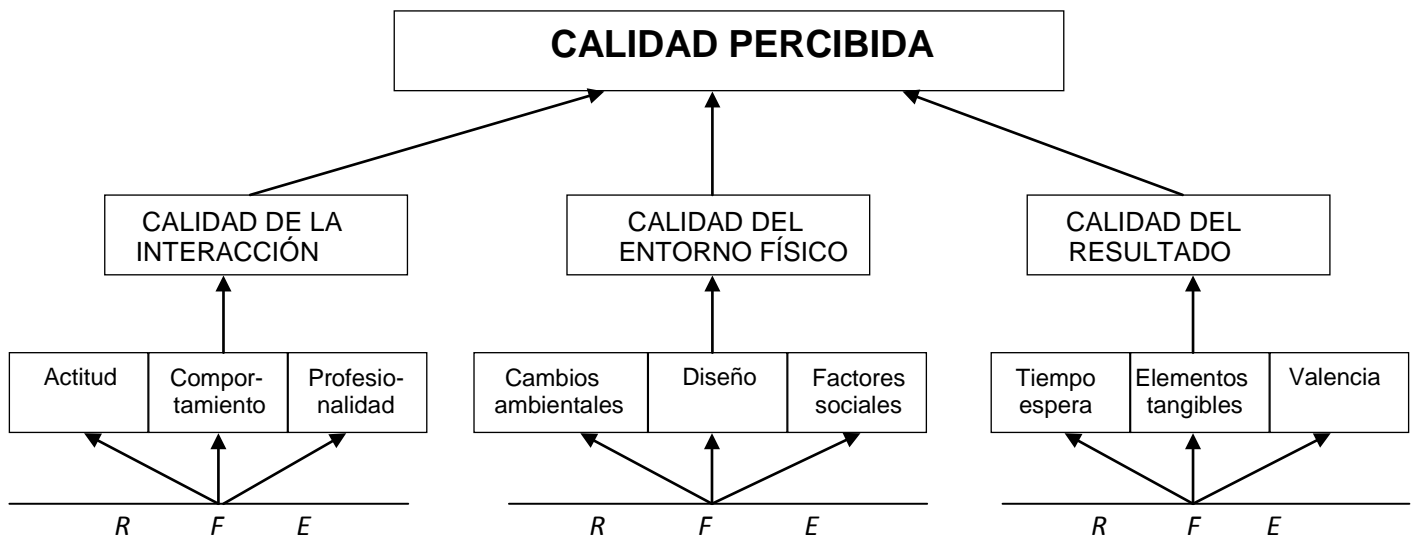 CALIDAD PERCIBIDA
CALIDAD DE LA
INTERACCIÓN
CALIDAD DEL
ENTORNO FÍSICO
CALIDAD DEL
RESULTADO
Actitud
Compor-
tamiento
Profesio-
nalidad
Cambios
ambientales
Diseño
Factores
sociales
Tiempo
espera
Elementos
tangibles
Valencia
R F E
R F E
R F E